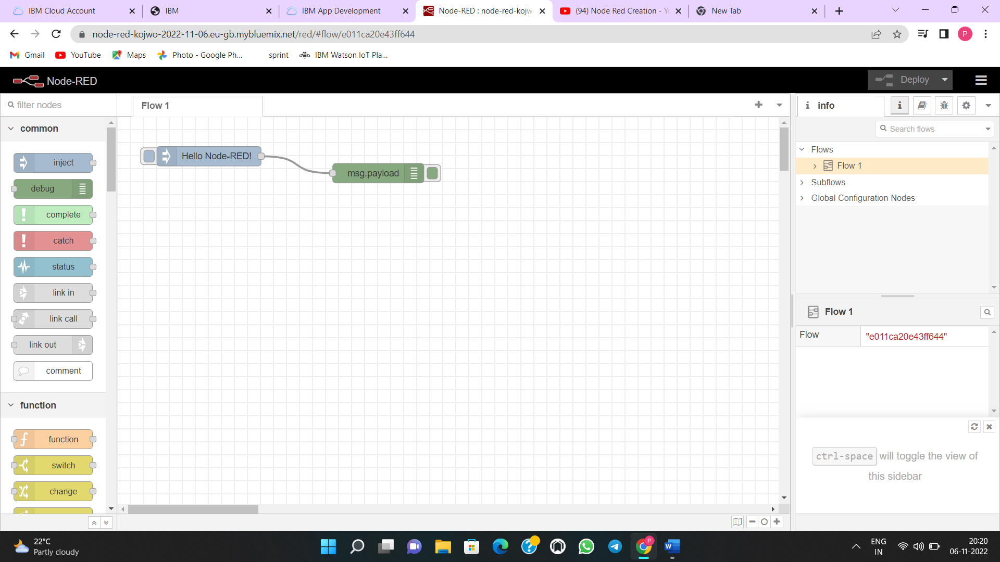 IBM Cloud Account
IBM
IBM App Development
Node-RED : node-red-kojw
(94) Node Red Creation - Yo
New Tab
node-red-kojwo-2022-11-06.eu-gb.mybluemix.net/red/#flow/e011ca20e43ff644
P
Gmail
YouTube
Maps
Photo - Google Ph...
sprint
IBM Watson IoT Pla...
Node-RED
Deploy
filter nodes
Flow 1
info
common
Search flows
inject
Hello Node-RED!
msg.payload
Flows
Flow 1
Subflows
Global Configuration Nodes
debug
complete
catch
status
link in
link call
link out
comment
Flow 1
Flow
"e011ca20e43ff644"
function
function
switch
change
ctrl-space will toggle the view of
this sidebar
22°C
Partly cloudy
P
W
ENG
IN
20:20
06-11-2022